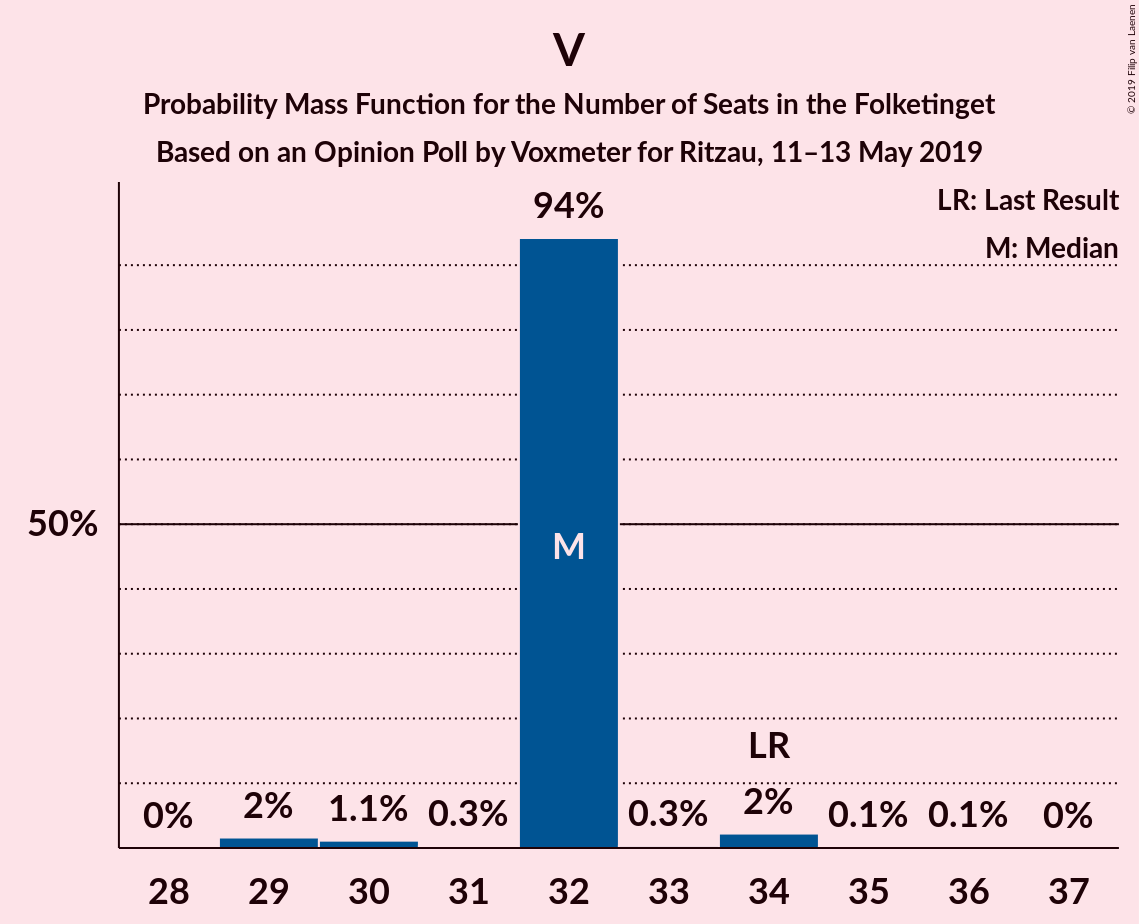 V
Probability Mass Function for the Number of Seats in the Folketinget
Based on an Opinion Poll by Voxmeter for Ritzau, 11–13 May 2019
© 2019 Filip van Laenen
LR: Last Result
M: Median
94%
50%
M
LR
0%
2%
1.1%
0.3%
0.3%
2%
0.1%
0.1%
0%
28 29 30 31 32 33 34 35 36 37